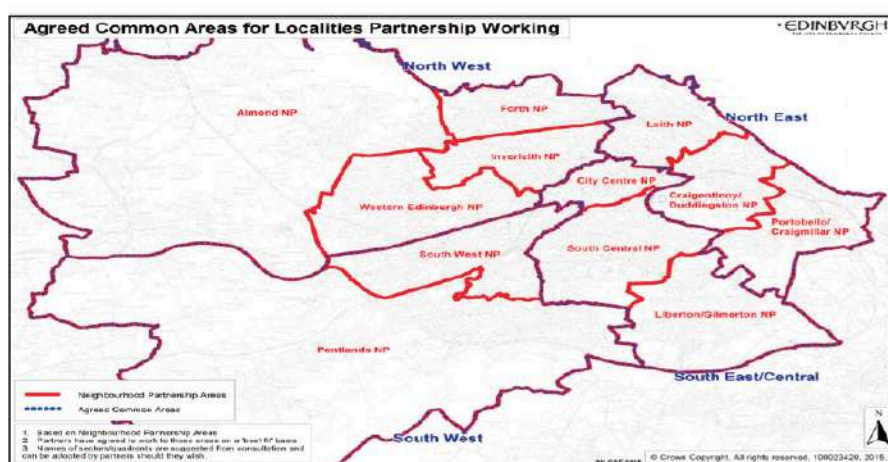 Agreed Common Areas for Localities Partnership Working
EDINBVRGH
THE CITY OF EDINBURGH COUNCIL
North West
Almond NP
Forth NP
North East
Leith NP
Inverleith NP
City Centre NP
Craigentinny/
Duddingston NP
Western Edinburgh NP
Portobello/
Craigmillar NP
South West NP
South Central NP
Liberton/Gilmerton NP
Pentlands NP
South East/Central
South West
Neighbourhood Partnership Areas
Agreed Common Areas
1. Based on Neighbourhood Partnership Areas
2. Partners have agreed to work to these areas on a 'best fit' basis
3. Names of sectors/quadrants are suggested from consultation and
can be adopted by partners should they wish.
N
© Crown Copyright, All rights reserved, 100023420, 2015.